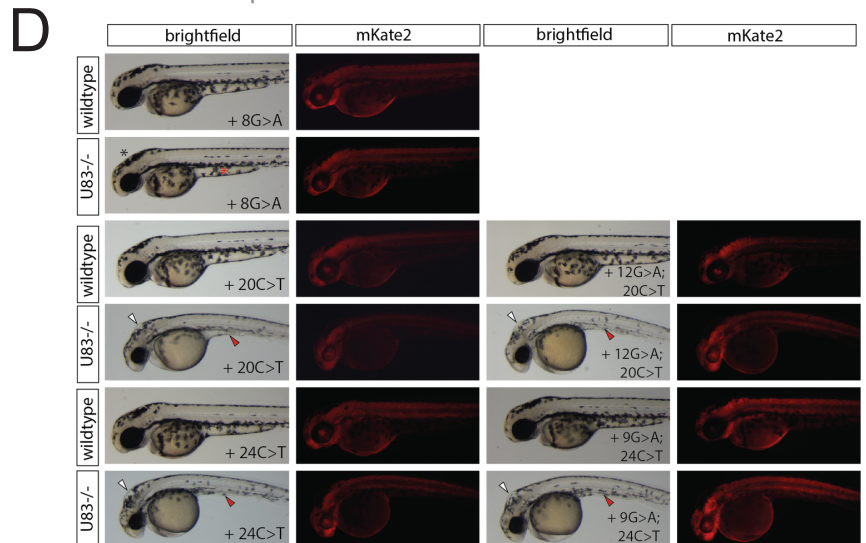 D
brightfield mKate2 brightfield mKate2
wildtype
+ 8G>A
U83-/-
*
*
+ 8G>A
wildtype
+ 20C>T
+ 12G>A;
20C>T
U83-/-
+ 20C>T
+ 12G>A;
20C>T
wildtype
+ 24C>T
+ 9G>A;
24C>T
U83-/-
+ 24C>T
+ 9G>A;
24C>T